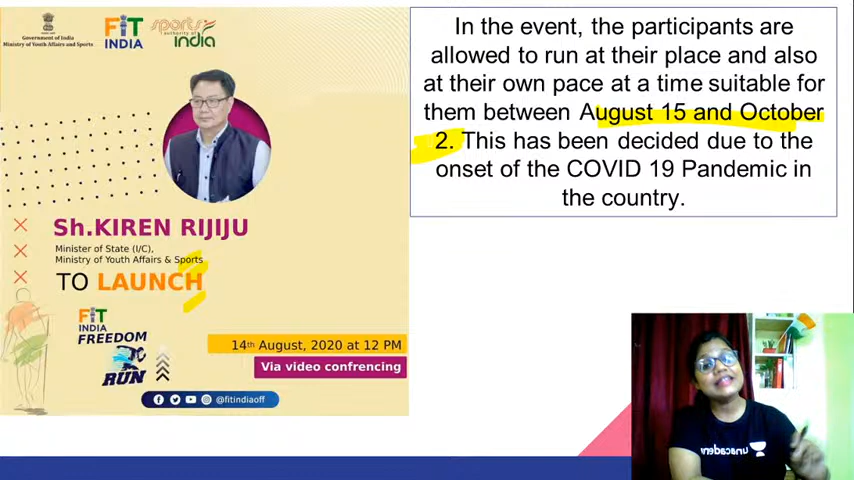 Government of India
Ministry of Youth Affairs and Sports
FIT
INDIA
sports
authority of
india
Sh.KIREN RIJIJU
Minister of State (I/C),
Ministry of Youth Affairs & Sports
TO LAUNCH
FIT
INDIA
FREEDOM
RUN
14th August, 2020 at 12 PM
Via video confrencing
@fitindiaoff
In the event, the participants are
allowed to run at their place and also
at their own pace at a time suitable for
them between August 15 and October
2. This has been decided due to the
onset of the COVID 19 Pandemic in
the country.
unacademy